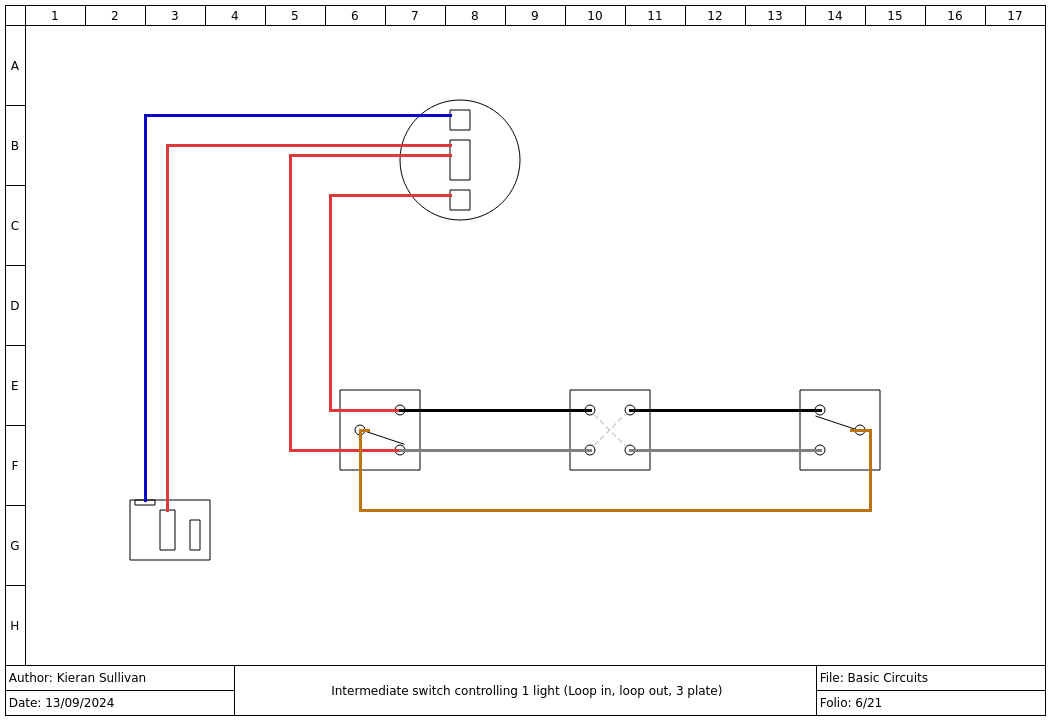 1 2 3 4 5 6 7 8 9 10 11 12 13 14 15 16 17
A
B
C
D
E
F
G
H
Author: Kieran Sullivan
Date: 13/09/2024
Intermediate switch controlling 1 light (Loop in, loop out, 3 plate)
File: Basic Circuits
Folio: 6/21